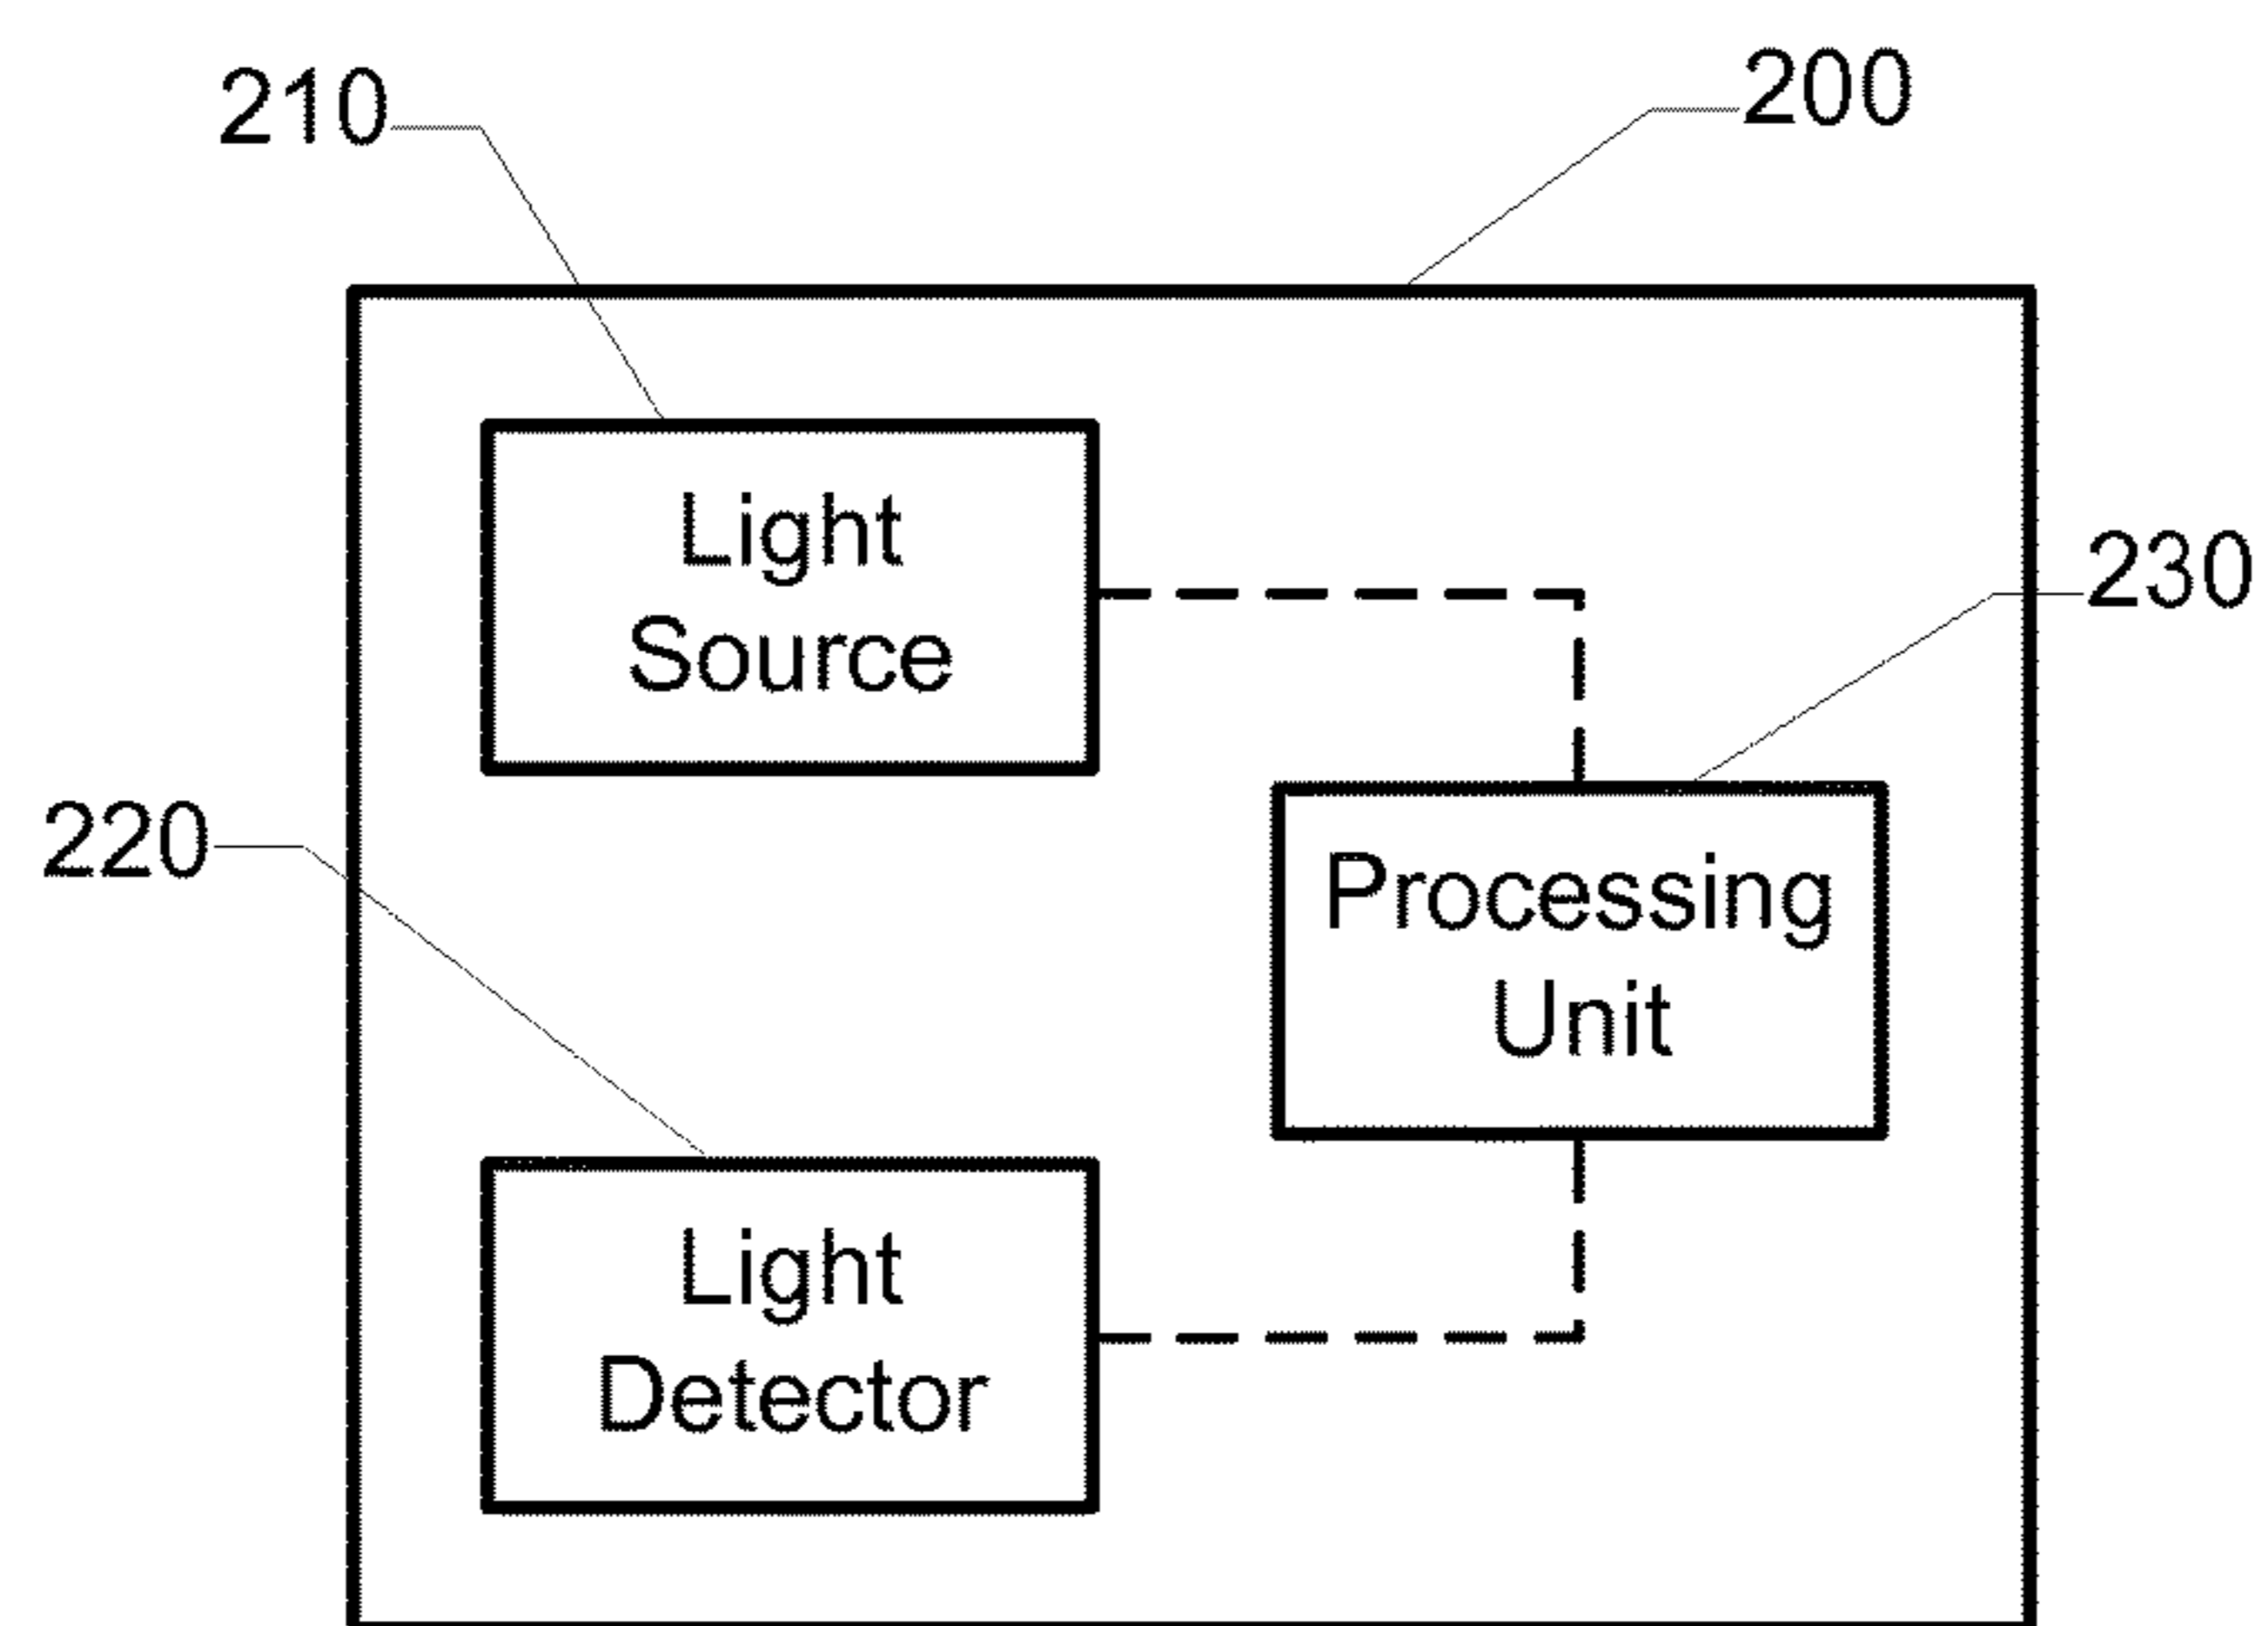 210
200
Light
Source
230
220
Processing
Unit
Light
Detector